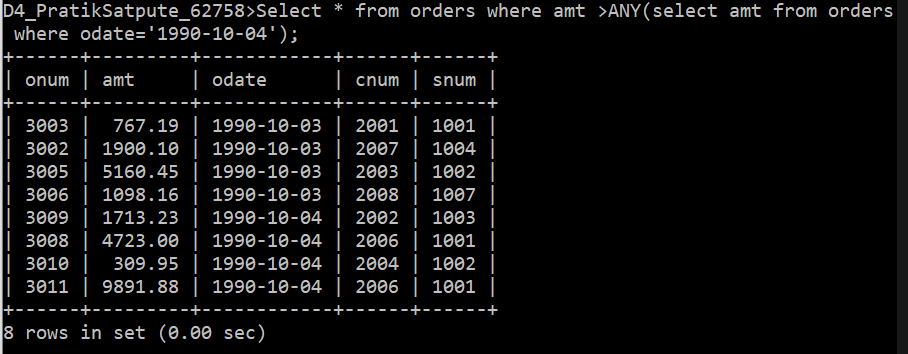 D4_PratikSatpute_62758>Select * from orders where amt >ANY(select amt from orders
 where odate='1990-10-04');
+------+---------+------------+------+------+
| onum | amt     | odate      | cnum | snum |
+------+---------+------------+------+------+
| 3003 |  767.19 | 1990-10-03 | 2001 | 1001 |
| 3002 | 1900.10 | 1990-10-03 | 2007 | 1004 |
| 3005 | 5160.45 | 1990-10-03 | 2003 | 1002 |
| 3006 | 1098.16 | 1990-10-03 | 2008 | 1007 |
| 3009 | 1713.23 | 1990-10-04 | 2002 | 1003 |
| 3008 | 4723.00 | 1990-10-04 | 2006 | 1001 |
| 3010 |  309.95 | 1990-10-04 | 2004 | 1002 |
| 3011 | 9891.88 | 1990-10-04 | 2006 | 1001 |
+------+---------+------------+------+------+
8 rows in set (0.00 sec)